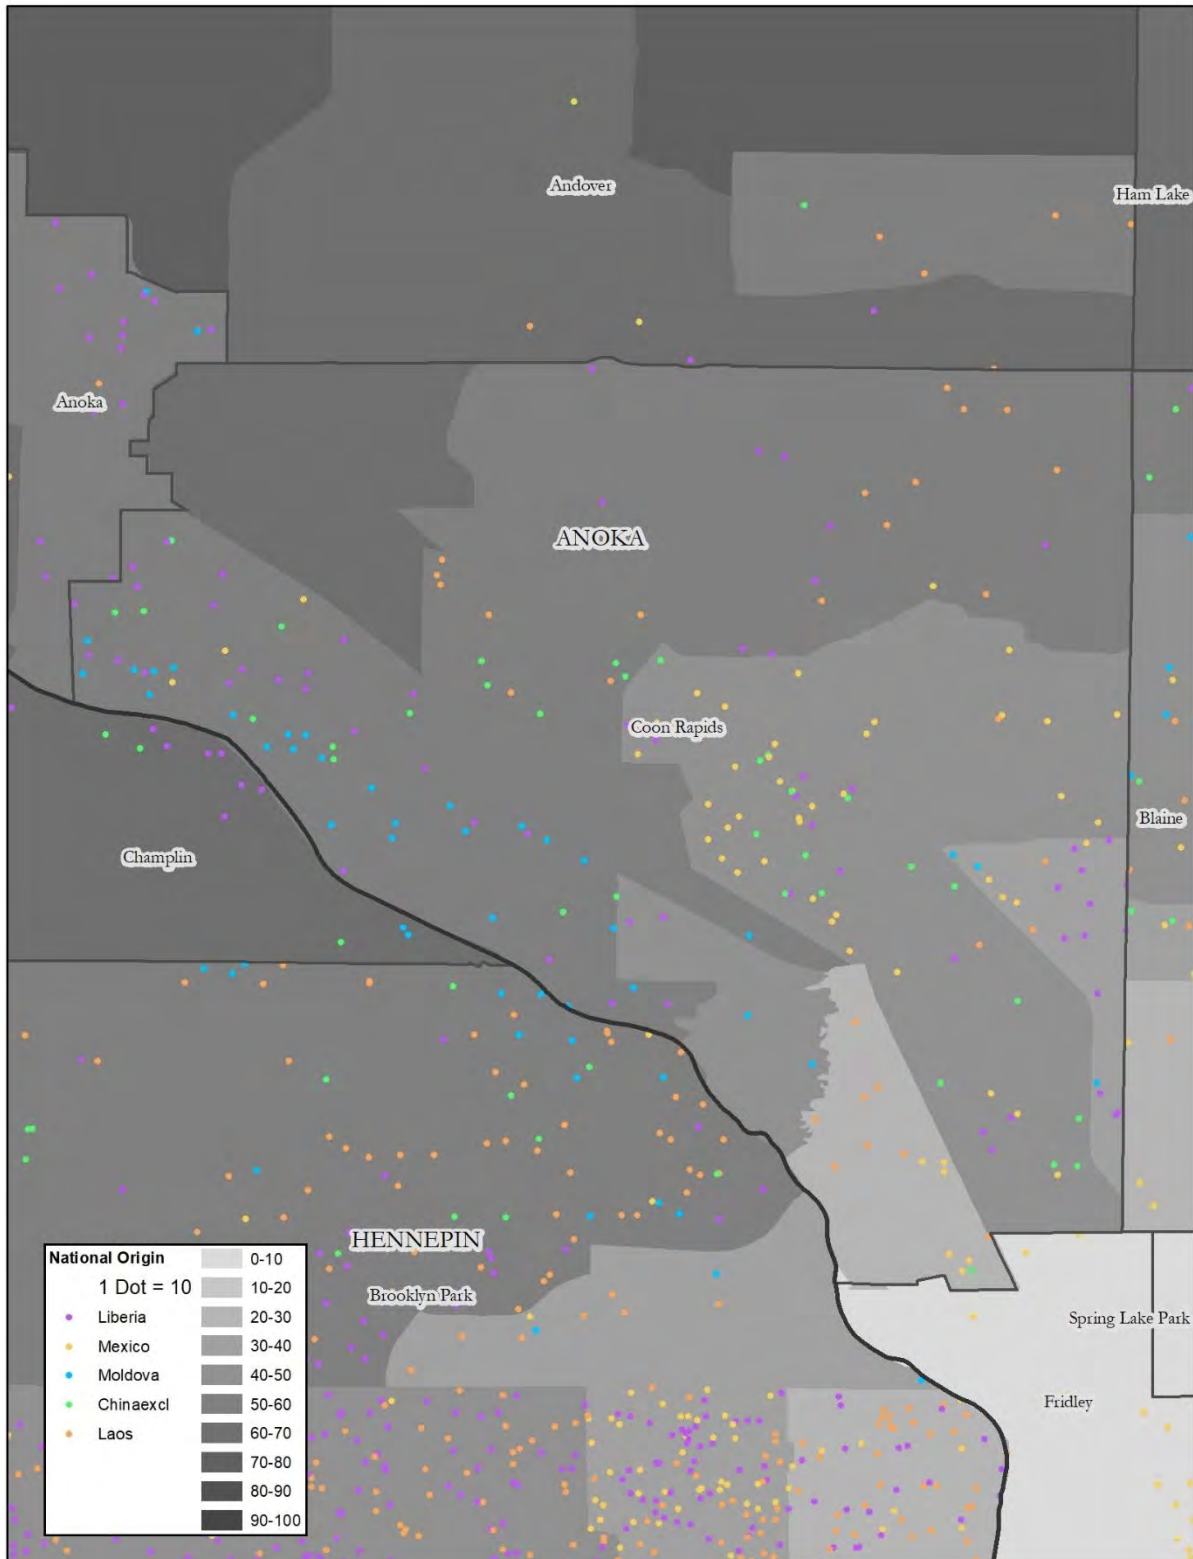 Andover
Ham Lake
Anoka
ANOKA
Coon Rapids
Blaine
Champlin
HENNEPIN
Brooklyn Park
Spring Lake Park
Fridley
National Origin
1 Dot = 10
Liberia
Mexico
Moldova
Chinaexcl
Laos
0-10
10-20
20-30
30-40
40-50
50-60
60-70
70-80
80-90
90-100